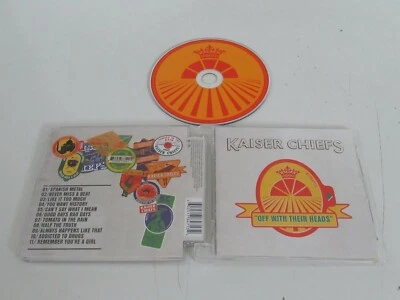 KAISER CHIEFS
"OFF WITH THEIR HEADS"
01: SPANISH METAL
02: NEVER MISS A BEAT
03: LIKE IT TOO MUCH
04: YOU WANT HISTORY
05: CAN'T SAY WHAT I MEAN
06: GOOD DAYS BAD DAYS
07: TOMATO IN THE RAIN
08: HALF THE TRUTH
09: ALWAYS HAPPENS LIKE THAT
10: ADDICTED TO DRUGS
11: REMEMBER YOU'RE A GIRL